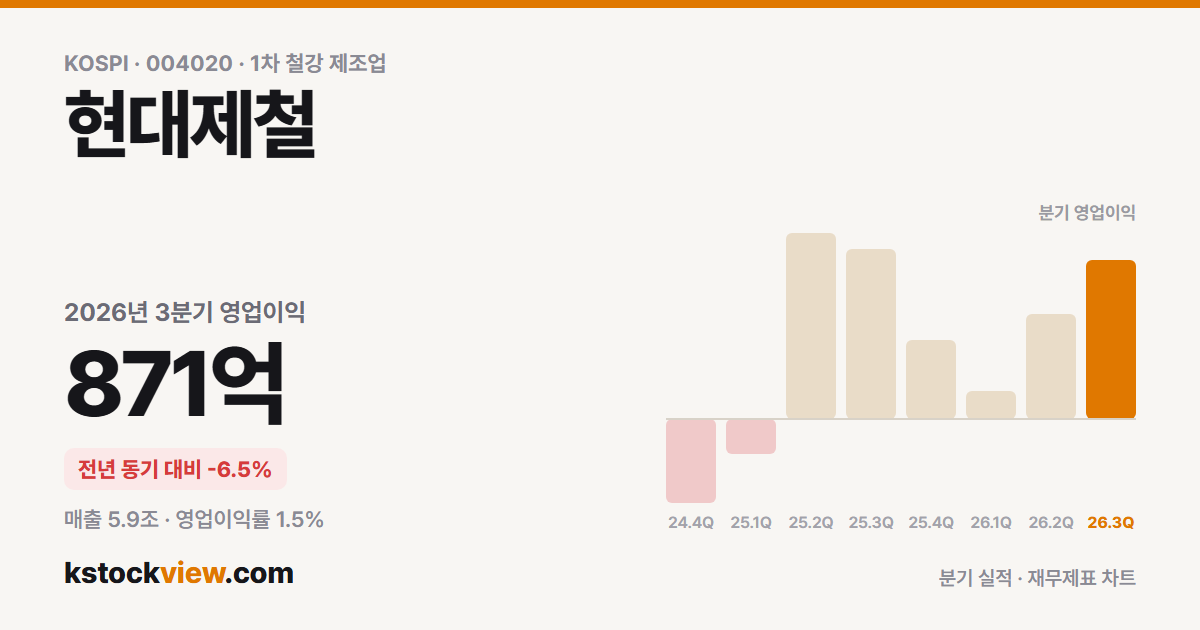 KOSPI · 004020 · 1차 철강 제조업
현대제철
분기 영업이익
2026년 3분기 영업이익
871억
전년 동기 대비 -6.5%
매출 5.9조 · 영업이익률 1.5%
24.4Q 25.1Q 25.2Q 25.3Q 25.4Q 26.1Q 26.2Q 26.3Q
kstockview.com
분기 실적 · 재무제표 차트